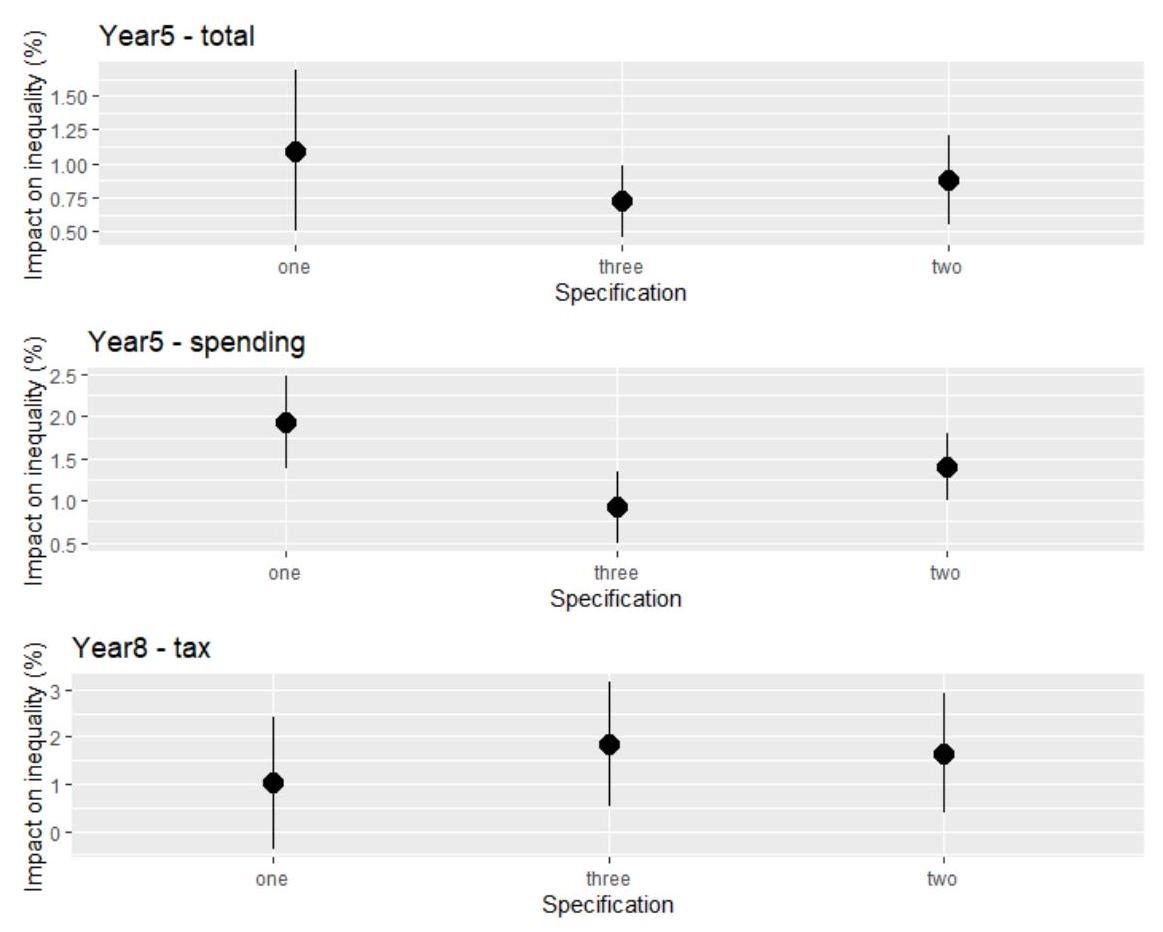 Year5 - total
Impact on inequality (%)
1.50
1.25
1.00
0.75
0.50
one three two
Specification
Year5 - spending
Impact on inequality (%)
2.5
2.0
1.5
1.0
0.5
one three two
Specification
Year8 - tax
Impact on inequality (%)
3
2
1
0
one three two
Specification